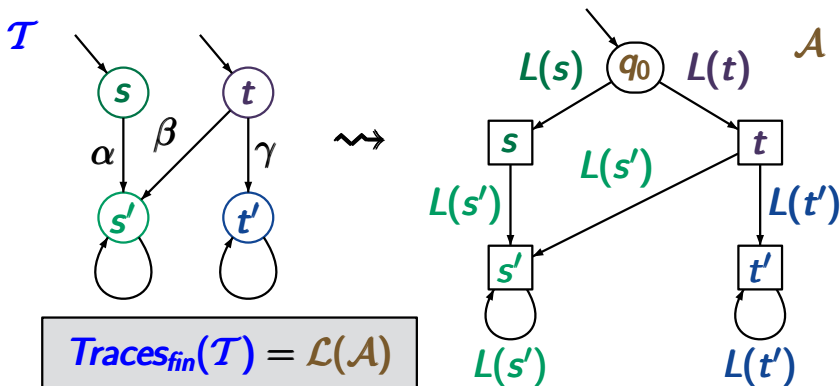 𝒯
𝒜
s
t
α
β
γ
s′
t′
⇝
q₀
L(s)
L(t)
s
t
L(s′)
L(s′)
L(t′)
s′
t′
L(s′)
L(t′)
Traces_fin(𝒯) = ℒ(𝒜)